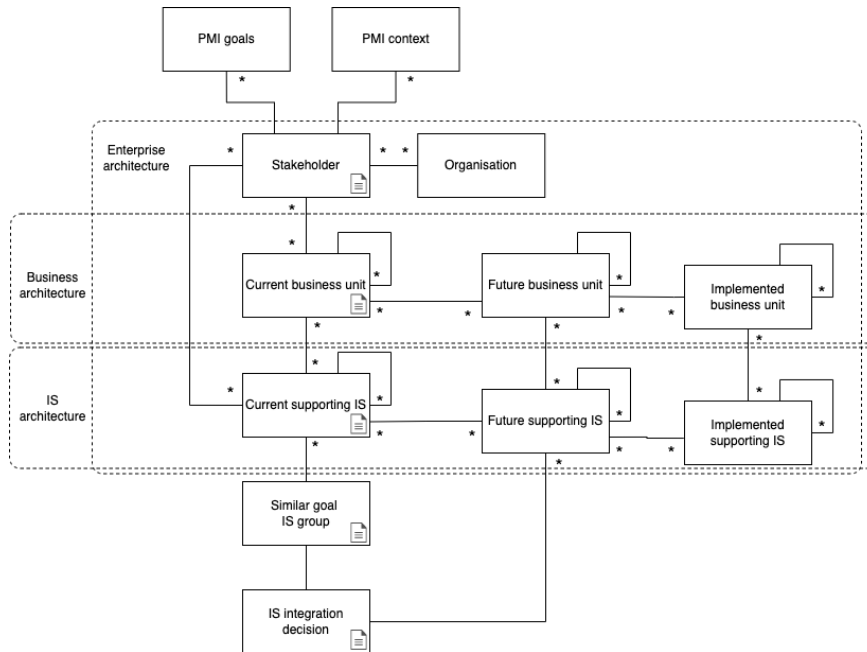 PMI goals
PMI context
*
*
Enterprise
architecture
*
Stakeholder
*
*
Organisation
*
*
Business
architecture
Current business unit
*
Future business unit
*
Implemented
business unit
*
*
*
*
*
*
*
*
*
*
IS
architecture
Current supporting IS
*
*
*
Future supporting IS
*
Implemented
supporting IS
*
*
*
*
*
*
*
*
Similar goal
IS group
IS integration
decision